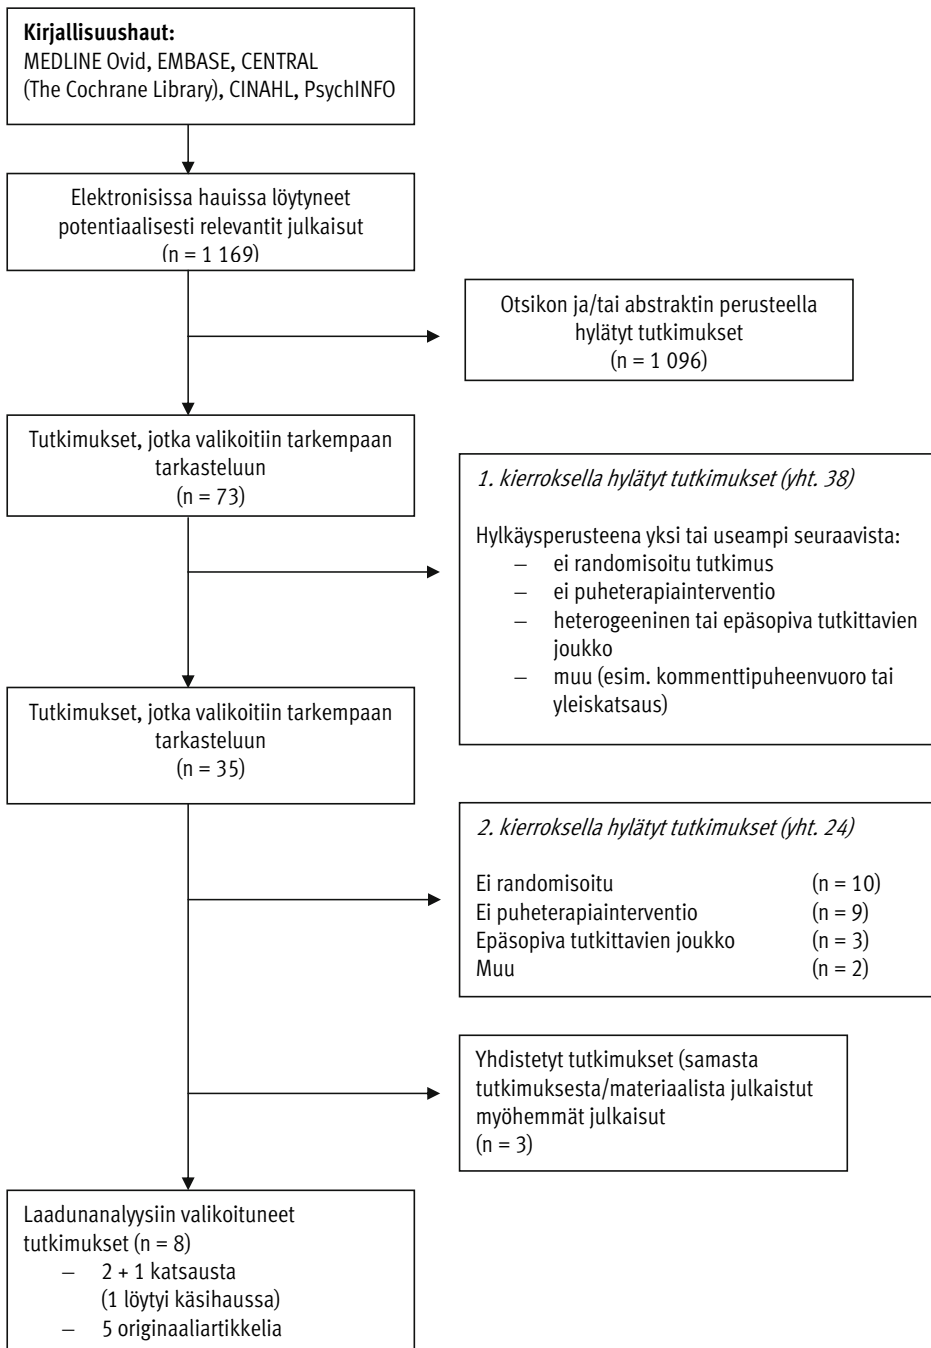 Kirjallisuushaut:
MEDLINE Ovid, EMBASE, CENTRAL
(The Cochrane Library), CINAHL, PsychINFO
Elektronisissa hauissa löytyneet
potentiaalisesti relevantit julkaisut
(n = 1 169)
Otsikon ja/tai abstraktin perusteella
hylätyt tutkimukset
(n = 1 096)
Tutkimukset, jotka valikoitiin tarkempaan
tarkasteluun
(n = 73)
1. kierroksella hylätyt tutkimukset (yht. 38)
Hylkäysperusteena yksi tai useampi seuraavista:
– ei randomisoitu tutkimus
– ei puheterapiainterventio
– heterogeeninen tai epäsopiva tutkittavien
joukko
– muu (esim. kommenttipuheenvuoro tai
yleiskatsaus)
Tutkimukset, jotka valikoitiin tarkempaan
tarkasteluun
(n = 35)
2. kierroksella hylätyt tutkimukset (yht. 24)
Ei randomisoitu (n = 10)
Ei puheterapiainterventio (n = 9)
Epäsopiva tutkittavien joukko (n = 3)
Muu (n = 2)
Yhdistetyt tutkimukset (samasta
tutkimuksesta/materiaalista julkaistut
myöhemmät julkaisut
(n = 3)
Laadunanalyysiin valikoituneet
tutkimukset (n = 8)
– 2 + 1 katsausta
(1 löytyi käsihaussa)
– 5 originaaliartikkelia